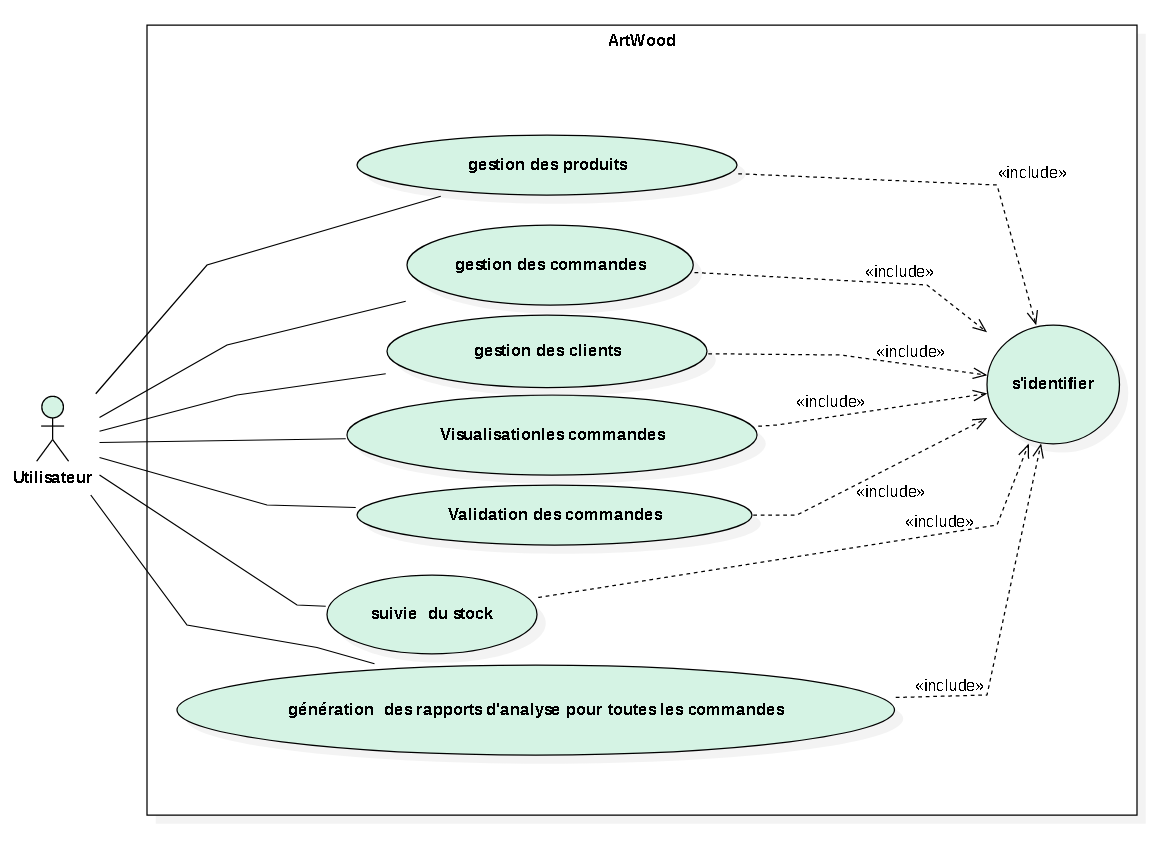 ArtWood
gestion des produits
«include»
gestion des commandes
«include»
gestion des clients
«include»
s'identifier
Visualisationles commandes
«include»
Utilisateur
Validation des commandes
«include»
«include»
suivie du stock
génération des rapports d'analyse pour toutes les commandes
«include»